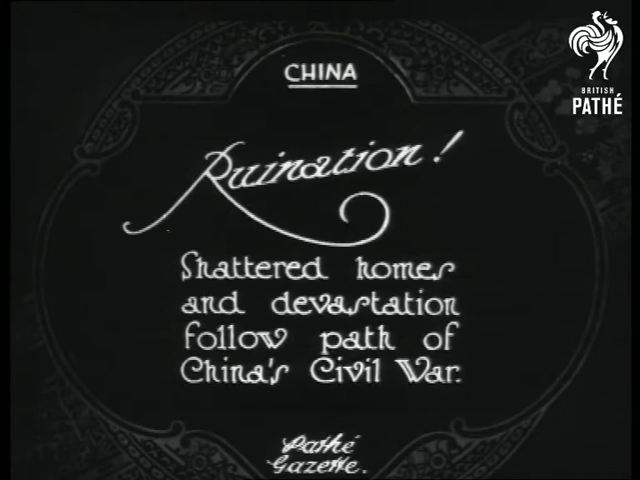 CHINA
BRITISH
PATHÉ
Ruination!
Shattered homes
and devastation
follow path of
China's Civil War.
Pathé
Gazette.